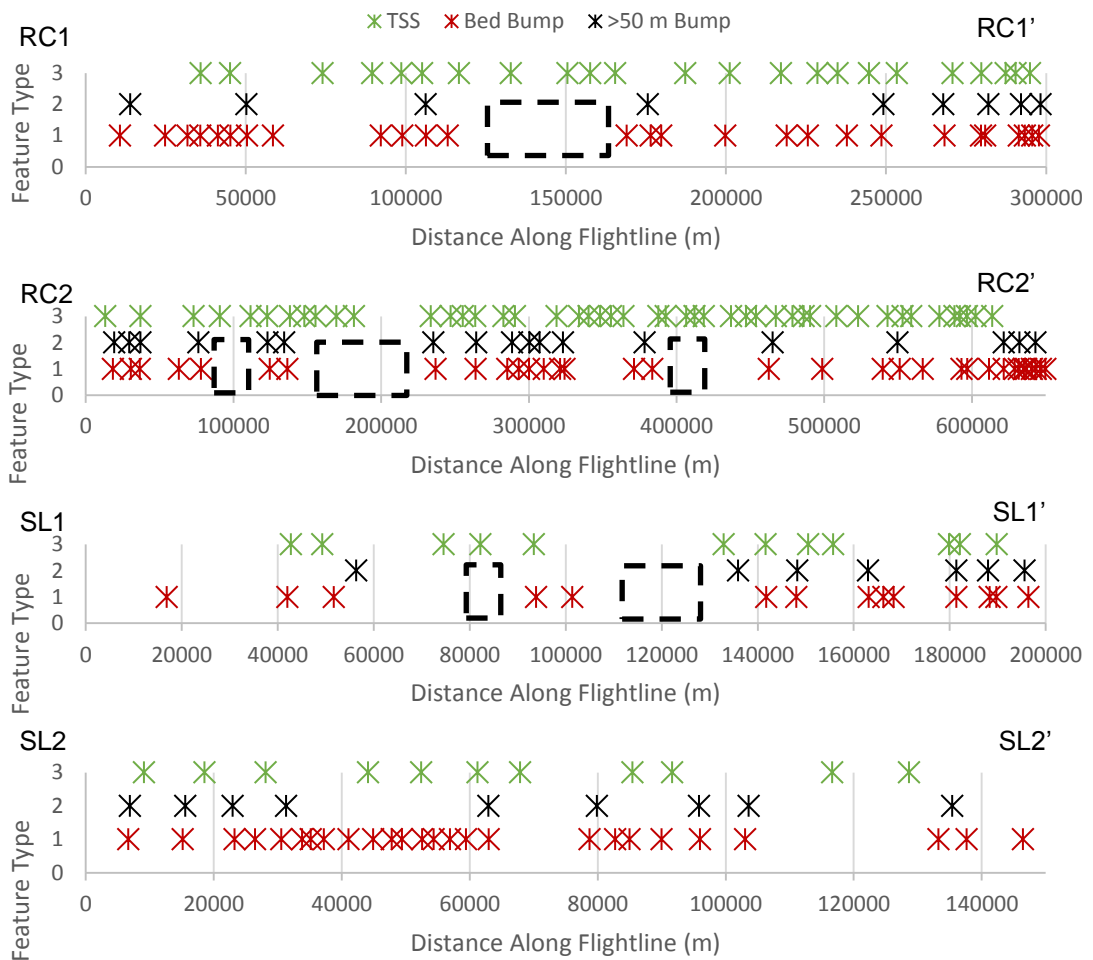 TSS Bed Bump >50 m Bump
RC1 RC1’
Feature Type
3
2
1
0
0 50000 100000 150000 200000 250000 300000
Distance Along Flightline (m)
RC2 RC2’
Feature Type
3
2
1
0
0 100000 200000 300000 400000 500000 600000
Distance Along Flightline (m)
SL1 SL1’
Feature Type
3
2
1
0
0 20000 40000 60000 80000 100000 120000 140000 160000 180000 200000
Distance Along Flightline (m)
SL2 SL2’
Feature Type
3
2
1
0
0 20000 40000 60000 80000 100000 120000 140000
Distance Along Flightline (m)